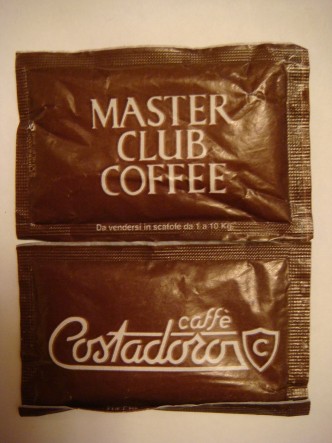 MASTER
CLUB
COFFEE
Da vendersi in scatole da 1 a 10 Kg.
caffè
Costadoro C